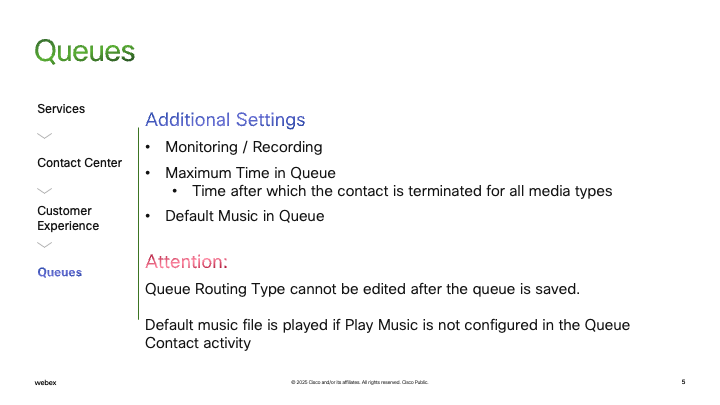 Queues
Services
Contact Center
Customer
Experience
Queues
Additional Settings
• Monitoring / Recording
• Maximum Time in Queue
• Time after which the contact is terminated for all media types
• Default Music in Queue
Attention:
Queue Routing Type cannot be edited after the queue is saved.
Default music file is played if Play Music is not configured in the Queue
Contact activity
webex
© 2025 Cisco and/or its affiliates. All rights reserved. Cisco Public.
5